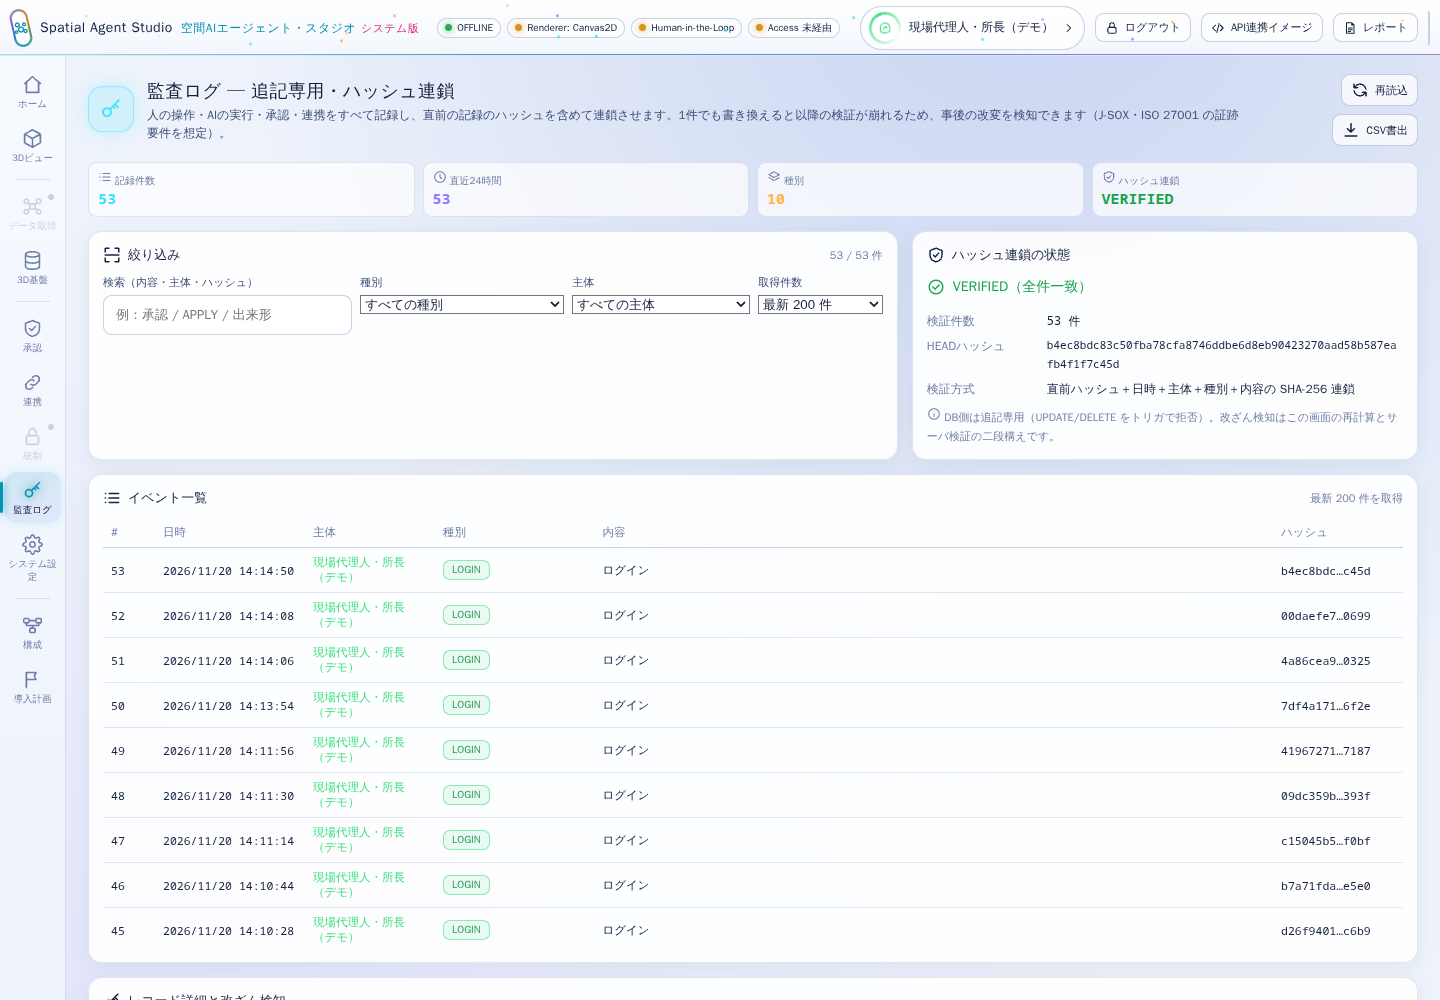 Spatial Agent Studio 空間AIエージェント・スタジオ システム版
OFFLINE
Renderer: Canvas2D
Human-in-the-Loop
Access 未経由
現場代理人・所長（デモ）
ログアウト
API連携イメージ
レポート
ホーム
3Dビュー
データ取得
3D基盤
承認
連携
統制
監査ログ
システム設
定
構成
導入計画
監査ログ — 追記専用・ハッシュ連鎖
人の操作・AIの実行・承認・連携をすべて記録し、直前の記録のハッシュを含めて連鎖させます。1件でも書き換えると以降の検証が崩れるため、事後の改変を検知できます（J-SOX・ISO 27001 の証跡
要件を想定）。
再読込
CSV書出
記録件数
53
直近24時間
53
種別
10
ハッシュ連鎖
VERIFIED
絞り込み
53 / 53 件
検索（内容・主体・ハッシュ）
例：承認 / APPLY / 出来形
種別
すべての種別
主体
すべての主体
取得件数
最新 200 件
ハッシュ連鎖の状態
VERIFIED（全件一致）
検証件数 53 件
HEADハッシュ b4ec8bdc83c50fba78cfa8746ddbe6d8eb90423270aad58b587ea
fb4f1f7c45d
検証方式 直前ハッシュ＋日時＋主体＋種別＋内容の SHA-256 連鎖
DB側は追記専用（UPDATE/DELETE をトリガで拒否）。改ざん検知はこの画面の再計算とサ
ーバ検証の二段構えです。
イベント一覧
最新 200 件を取得
# 日時 主体 種別 内容 ハッシュ
53 2026/11/20 14:14:50 現場代理人・所長（デモ） LOGIN ログイン b4ec8bdc…c45d
52 2026/11/20 14:14:08 現場代理人・所長（デモ） LOGIN ログイン 00daefe7…0699
51 2026/11/20 14:14:06 現場代理人・所長（デモ） LOGIN ログイン 4a86cea9…0325
50 2026/11/20 14:13:54 現場代理人・所長（デモ） LOGIN ログイン 7df4a171…6f2e
49 2026/11/20 14:11:56 現場代理人・所長（デモ） LOGIN ログイン 41967271…7187
48 2026/11/20 14:11:30 現場代理人・所長（デモ） LOGIN ログイン 09dc359b…393f
47 2026/11/20 14:11:14 現場代理人・所長（デモ） LOGIN ログイン c15045b5…f0bf
46 2026/11/20 14:10:44 現場代理人・所長（デモ） LOGIN ログイン b7a71fda…e5e0
45 2026/11/20 14:10:28 現場代理人・所長（デモ） LOGIN ログイン d26f9401…c6b9
レコード詳細と改ざん検知